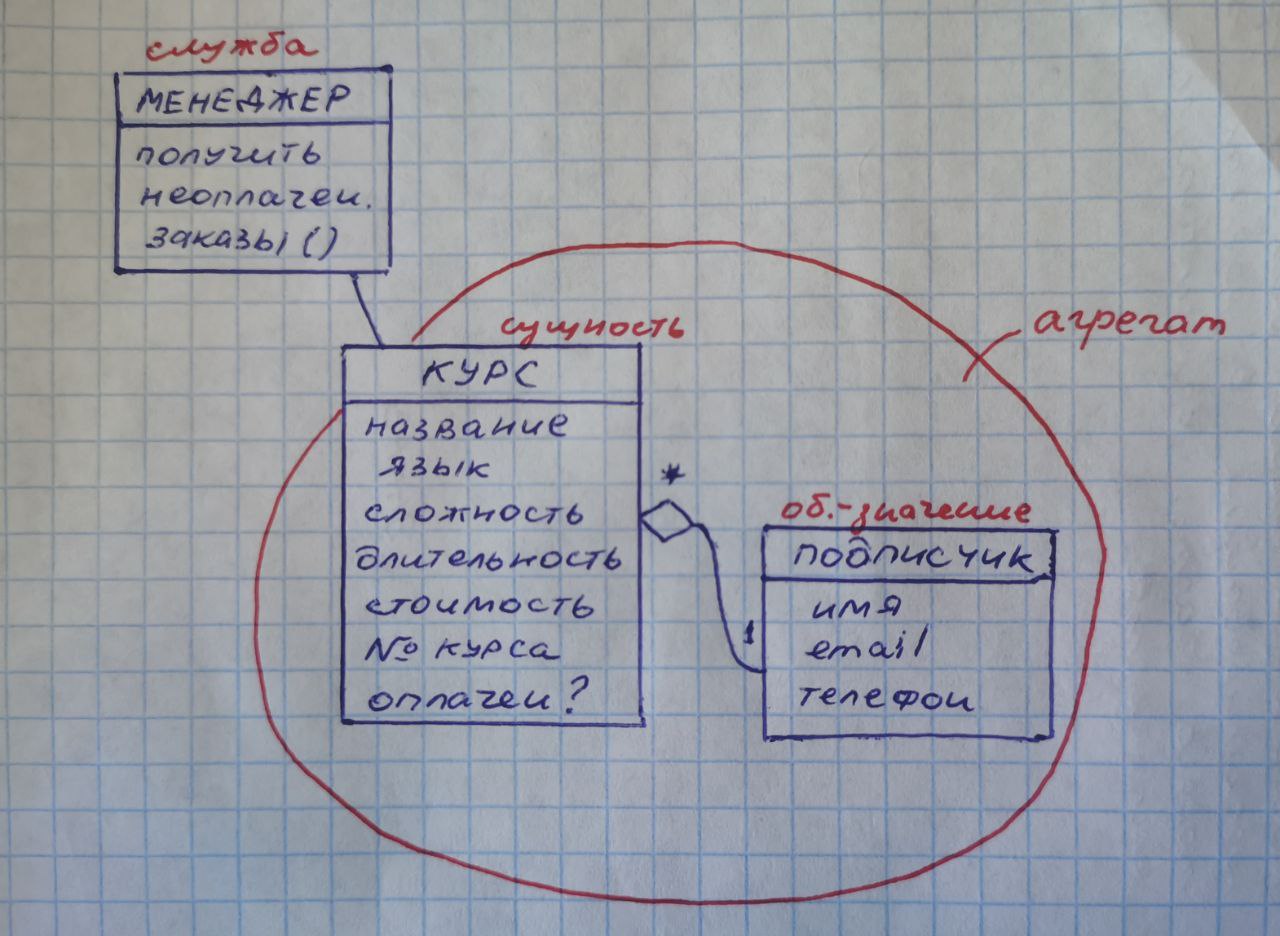 служба
МЕНЕДЖЕР
получить
неоплачен.
заказы ()
сущность
агрегат
КУРС
название
язык
сложность
длительность
стоимость
№ курса
оплачен?
*
1
об.-значение
подписчик
имя
email
телефон